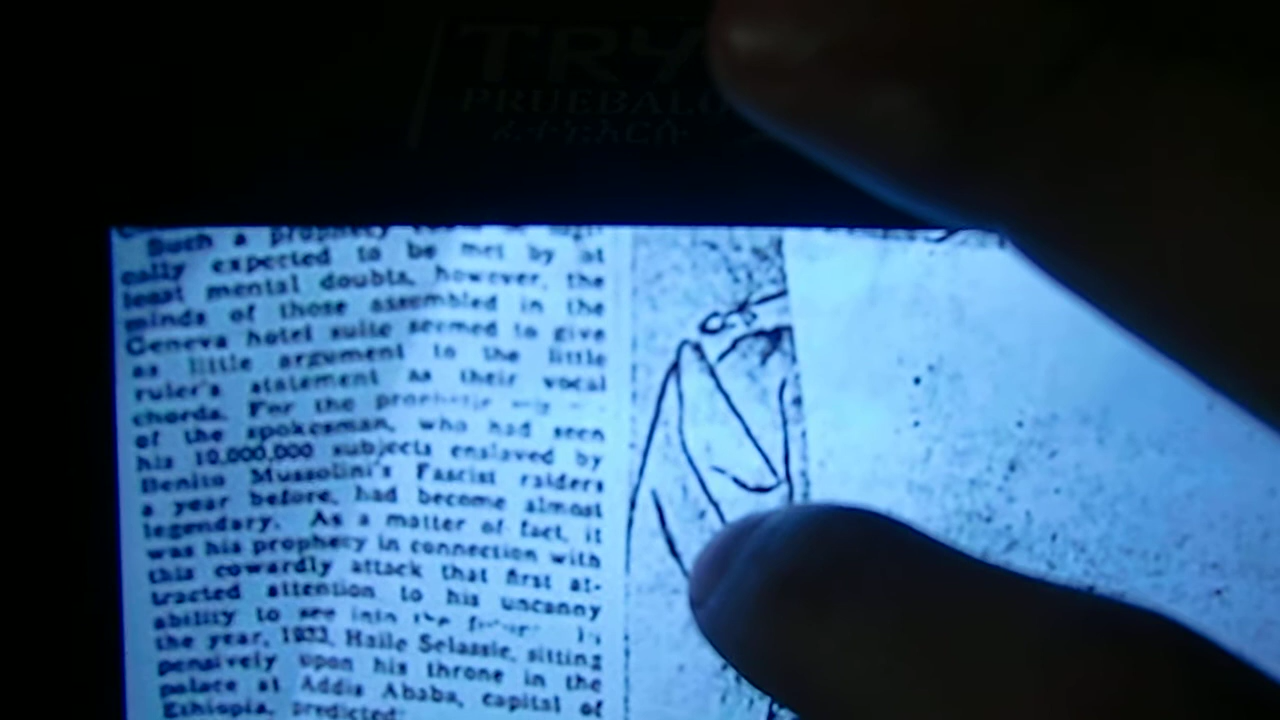 TRY
PRUEBALO
Such a prophecy
cally expected to be met by at
least mental doubts, however, the
minds of those assembled in the
Geneva hotel suite seemed to give
as little argument to the little
ruler's statement as their vocal
chords. For the prophetic
of the spokesman, who had seen
his 10,000,000 subjects enslaved by
Benito Mussolini's Fascist raiders
a year before, had become almost
legendary. As a matter of fact, it
was his prophecy in connection with
this cowardly attack that first at-
tracted attention to his uncanny
ability to see into the
the year, 1933, Haile Selassie, sitting
pensively upon his throne in the
palace at Addis Ababa, capital of
Ethiopia, predicted: